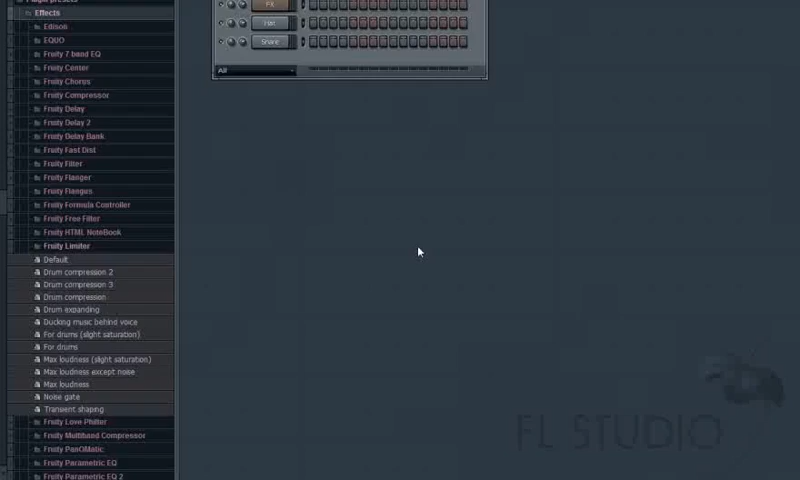 Plugin presets
Effects
Edison
EQUO
Fruity 7 band EQ
Fruity Center
Fruity Chorus
Fruity Compressor
Fruity Delay
Fruity Delay 2
Fruity Delay Bank
Fruity Fast Dist
Fruity Filter
Fruity Flanger
Fruity Flangus
Fruity Formula Controller
Fruity Free Filter
Fruity HTML NoteBook
Fruity Limiter
Default
Drum compression 2
Drum compression 3
Drum compression
Drum expanding
Ducking music behind voice
For drums (slight saturation)
For drums
Max loudness (slight saturation)
Max loudness except noise
Max loudness
Noise gate
Transient shaping
Fruity Love Philter
Fruity Multiband Compressor
Fruity PanOMatic
Fruity Parametric EQ
Fruity Parametric EQ 2
FX
Hat
Snare
All
FL STUDIO